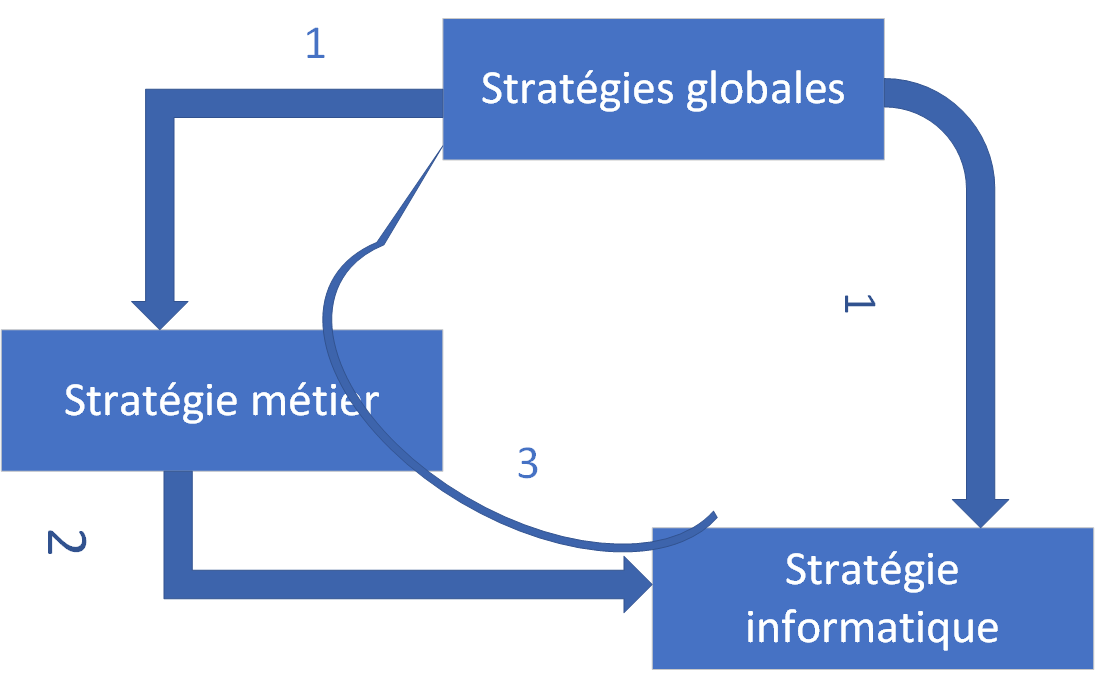 1
Stratégies globales
1
Stratégie métier
3
2
Stratégie
informatique